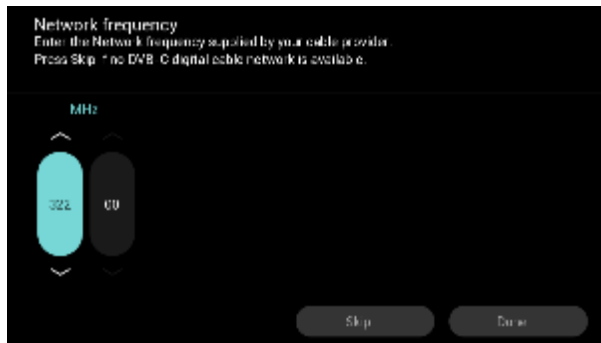 Network frequency
Enter the Network frequency supplied by your cable provider.
Press Skip if no DVB-C digital cable network is available.
MHz
322 00
Skip Done